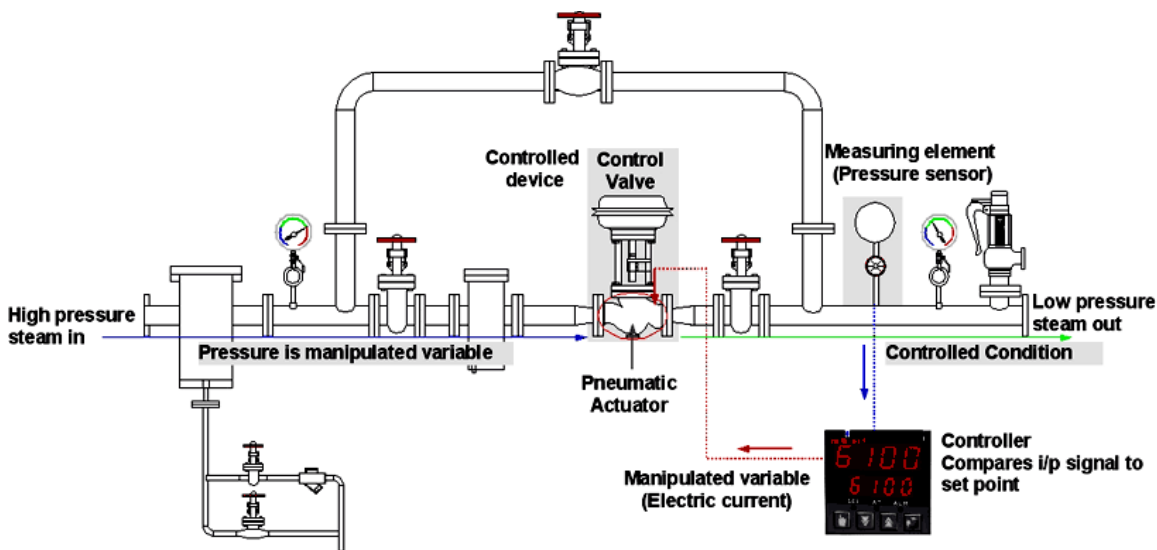 Controlled
device
Control
Valve
Measuring element
(Pressure sensor)
High pressure
steam in
Pressure is manipulated variable
Low pressure
steam out
Controlled Condition
Pneumatic
Actuator
Manipulated variable
(Electric current)
6100
6100
Controller
Compares i/p signal to
set point